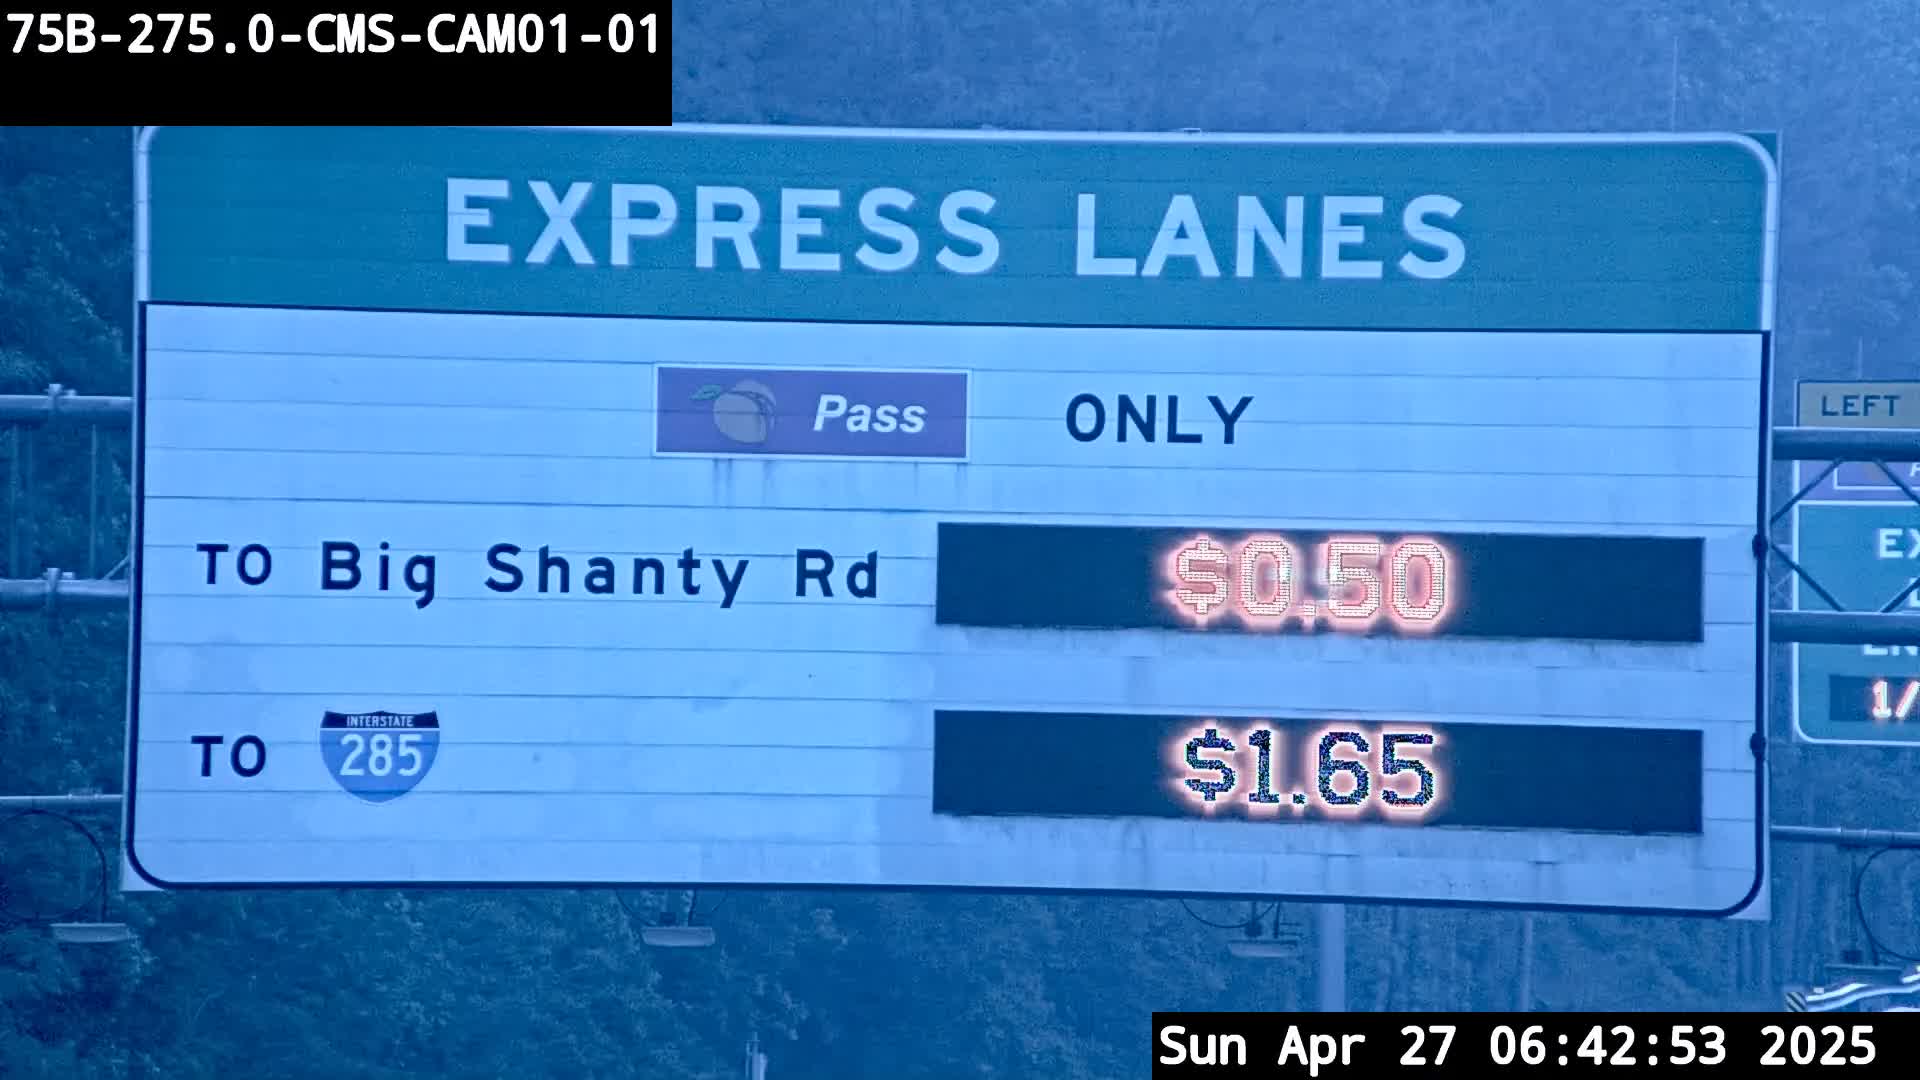 75B-275.0-CMS-CAM01-01
EXPRESS LANES
Pass ONLY
TO Big Shanty Rd $0.50
TO INTERSTATE 285 $1.65
LEFT
1/
Sun Apr 27 06:42:53 2025